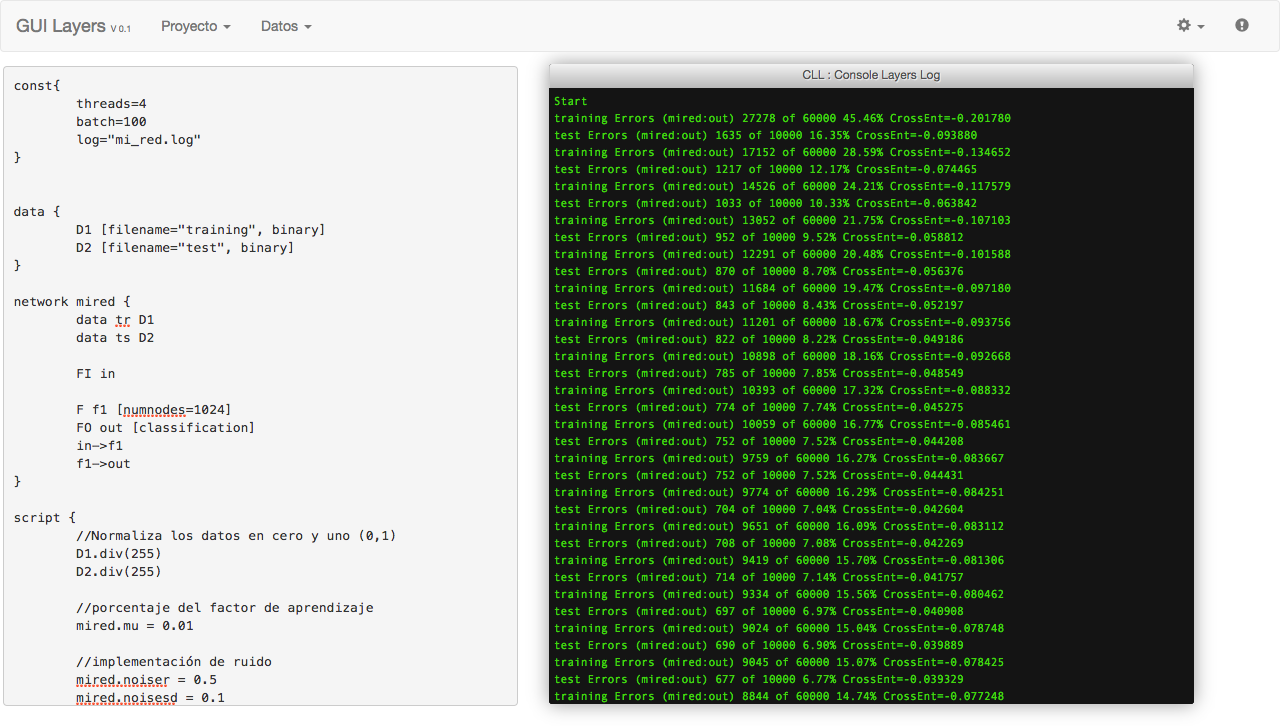 GUI Layers V 0.1 Proyecto Datos
const{
threads=4
batch=100
log="mi_red.log"
}
data {
D1 [filename="training", binary]
D2 [filename="test", binary]
}
network mired {
data tr D1
data ts D2
FI in
F f1 [numnodes=1024]
FO out [classification]
in->f1
f1->out
}
script {
//Normaliza los datos en cero y uno (0,1)
D1.div(255)
D2.div(255)
//porcentaje del factor de aprendizaje
mired.mu = 0.01
//implementación de ruido
mired.noiser = 0.5
mired.noisesd = 0.1
CLL : Console Layers Log
Start
training Errors (mired:out) 27278 of 60000 45.46% CrossEnt=-0.201780
test Errors (mired:out) 1635 of 10000 16.35% CrossEnt=-0.093880
training Errors (mired:out) 17152 of 60000 28.59% CrossEnt=-0.134652
test Errors (mired:out) 1217 of 10000 12.17% CrossEnt=-0.074465
training Errors (mired:out) 14526 of 60000 24.21% CrossEnt=-0.117579
test Errors (mired:out) 1033 of 10000 10.33% CrossEnt=-0.063842
training Errors (mired:out) 13052 of 60000 21.75% CrossEnt=-0.107103
test Errors (mired:out) 952 of 10000 9.52% CrossEnt=-0.058812
training Errors (mired:out) 12291 of 60000 20.48% CrossEnt=-0.101588
test Errors (mired:out) 870 of 10000 8.70% CrossEnt=-0.056376
training Errors (mired:out) 11684 of 60000 19.47% CrossEnt=-0.097180
test Errors (mired:out) 843 of 10000 8.43% CrossEnt=-0.052197
training Errors (mired:out) 11201 of 60000 18.67% CrossEnt=-0.093756
test Errors (mired:out) 822 of 10000 8.22% CrossEnt=-0.049186
training Errors (mired:out) 10898 of 60000 18.16% CrossEnt=-0.092668
test Errors (mired:out) 785 of 10000 7.85% CrossEnt=-0.048549
training Errors (mired:out) 10393 of 60000 17.32% CrossEnt=-0.088332
test Errors (mired:out) 774 of 10000 7.74% CrossEnt=-0.045275
training Errors (mired:out) 10059 of 60000 16.77% CrossEnt=-0.085461
test Errors (mired:out) 752 of 10000 7.52% CrossEnt=-0.044208
training Errors (mired:out) 9759 of 60000 16.27% CrossEnt=-0.083667
test Errors (mired:out) 752 of 10000 7.52% CrossEnt=-0.044431
training Errors (mired:out) 9774 of 60000 16.29% CrossEnt=-0.084251
test Errors (mired:out) 704 of 10000 7.04% CrossEnt=-0.042604
training Errors (mired:out) 9651 of 60000 16.09% CrossEnt=-0.083112
test Errors (mired:out) 708 of 10000 7.08% CrossEnt=-0.042269
training Errors (mired:out) 9419 of 60000 15.70% CrossEnt=-0.081306
test Errors (mired:out) 714 of 10000 7.14% CrossEnt=-0.041757
training Errors (mired:out) 9334 of 60000 15.56% CrossEnt=-0.080462
test Errors (mired:out) 697 of 10000 6.97% CrossEnt=-0.040908
training Errors (mired:out) 9024 of 60000 15.04% CrossEnt=-0.078748
test Errors (mired:out) 690 of 10000 6.90% CrossEnt=-0.039889
training Errors (mired:out) 9045 of 60000 15.07% CrossEnt=-0.078425
test Errors (mired:out) 677 of 10000 6.77% CrossEnt=-0.039329
training Errors (mired:out) 8844 of 60000 14.74% CrossEnt=-0.077248